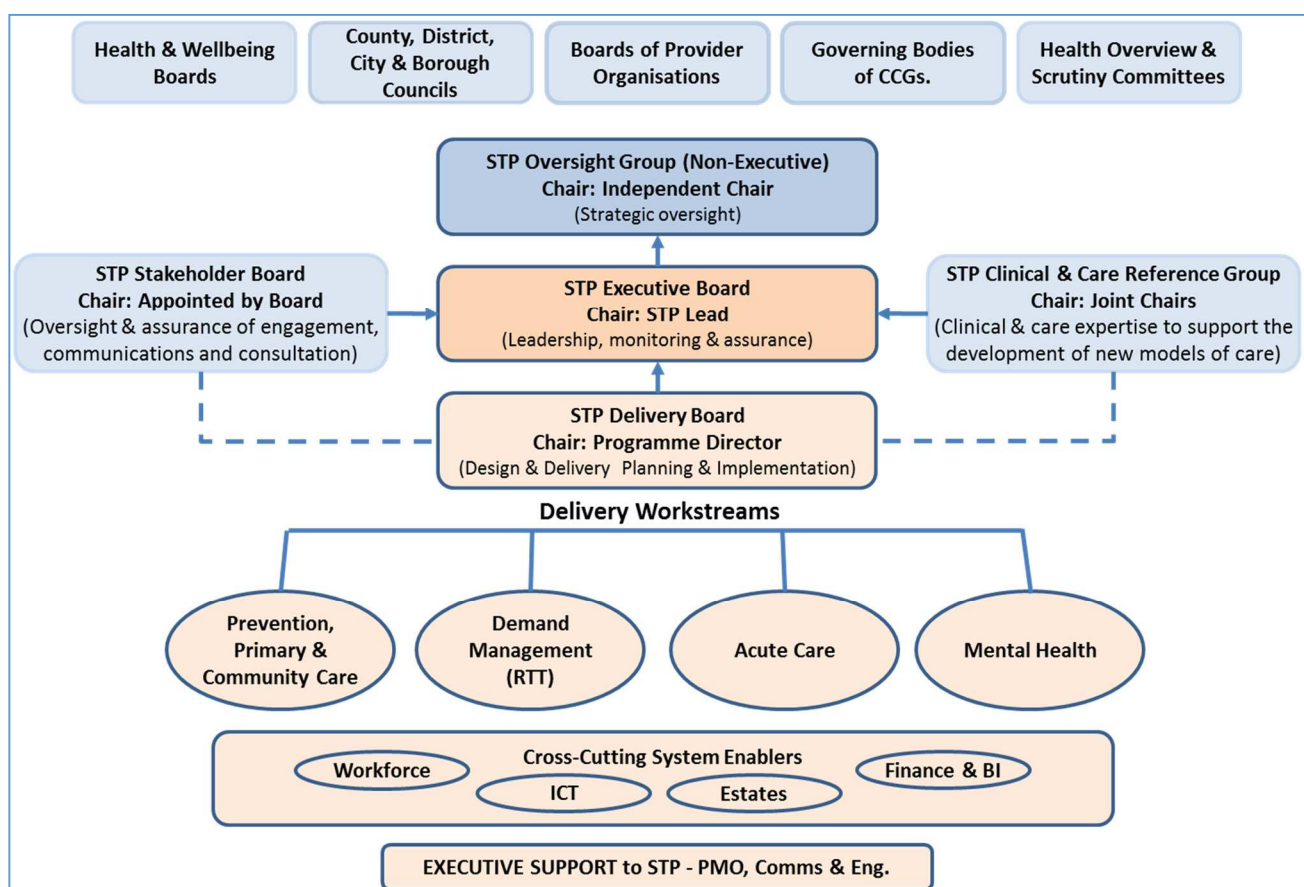 Health & Wellbeing
Boards
County, District,
City & Borough
Councils
Boards of Provider
Organisations
Governing Bodies
of CCGs.
Health Overview &
Scrutiny Committees
STP Oversight Group (Non-Executive)
Chair: Independent Chair
(Strategic oversight)
STP Stakeholder Board
Chair: Appointed by Board
(Oversight & assurance of engagement,
communications and consultation)
STP Executive Board
Chair: STP Lead
(Leadership, monitoring & assurance)
STP Clinical & Care Reference Group
Chair: Joint Chairs
(Clinical & care expertise to support the
development of new models of care)
STP Delivery Board
Chair: Programme Director
(Design & Delivery Planning & Implementation)
Delivery Workstreams
Prevention,
Primary &
Community Care
Demand
Management
(RTT)
Acute Care
Mental Health
Cross-Cutting System Enablers
Workforce
ICT
Estates
Finance & BI
EXECUTIVE SUPPORT to STP - PMO, Comms & Eng.